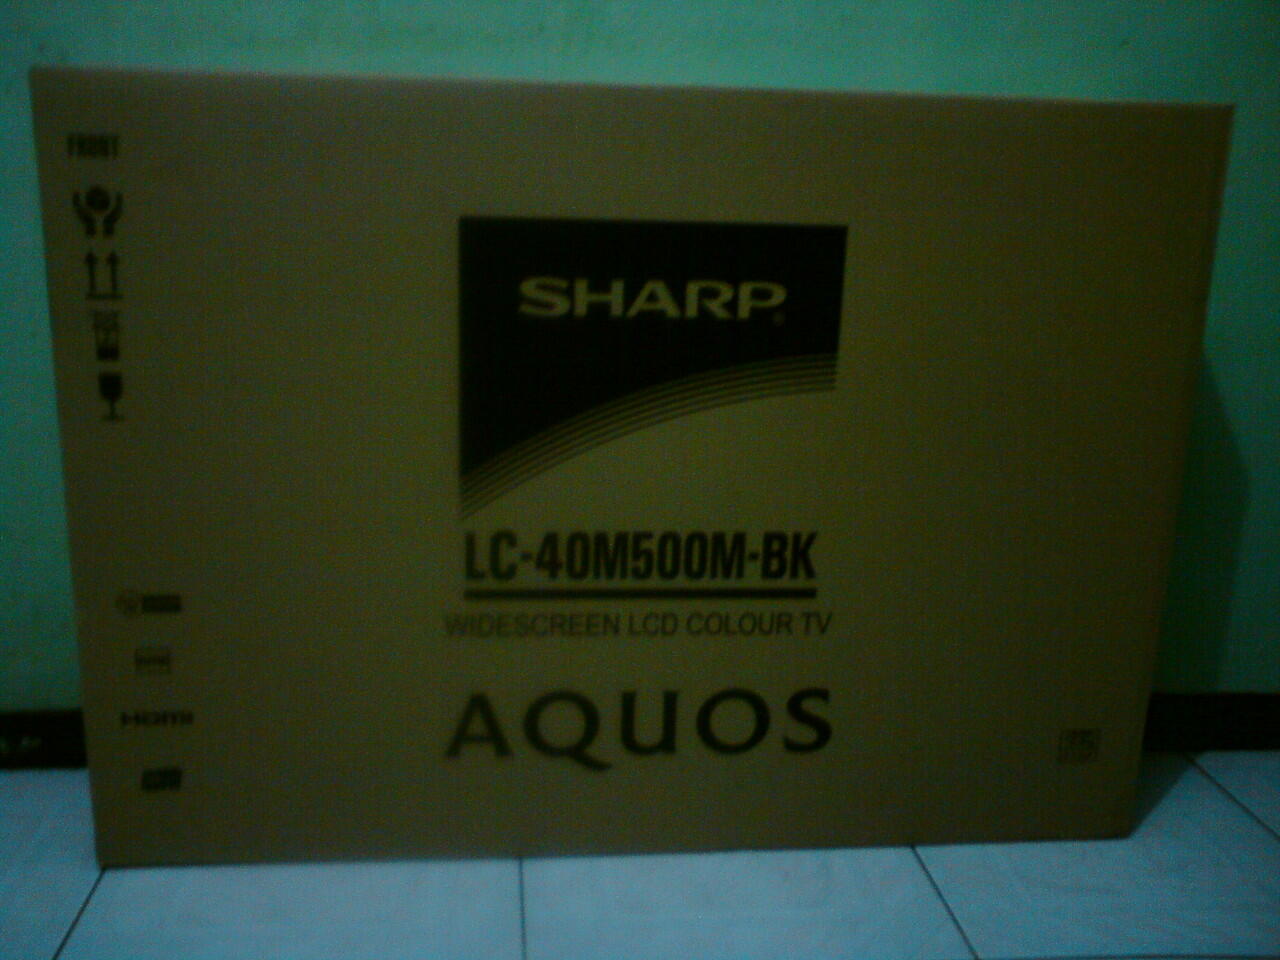 FRONT
SHARP®
LC-40M500M-BK
WIDESCREEN LCD COLOUR TV
AQUOS
HDMI